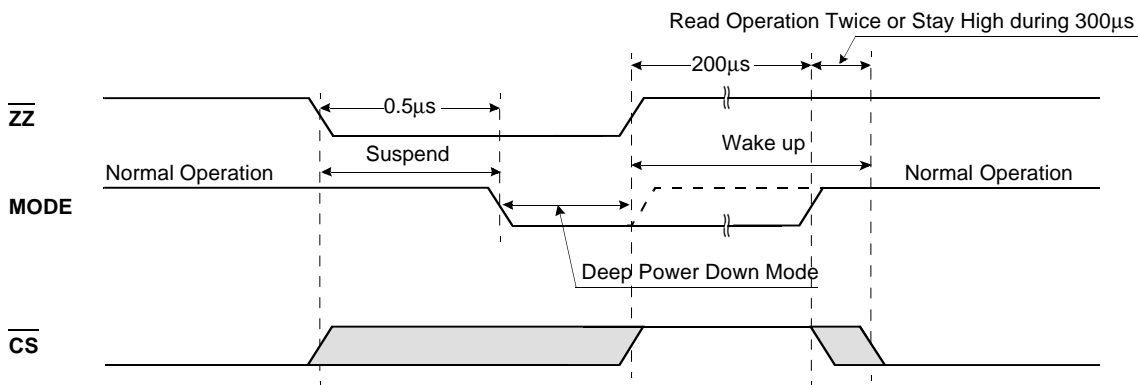 Read Operation Twice or Stay High during 300μs
200μs
ZZ
0.5μs
Suspend
Wake up
Normal Operation
Normal Operation
MODE
Deep Power Down Mode
CS